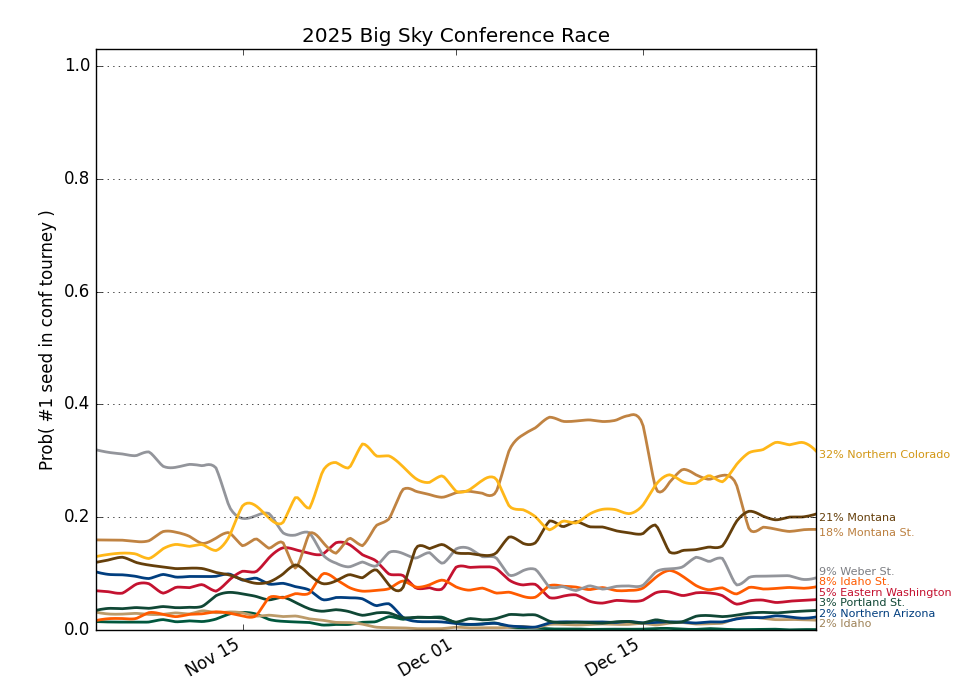 2025 Big Sky Conference Race
Prob( #1 seed in conf tourney )
1.0
0.8
0.6
0.4
0.2
0.0
Nov 15
Dec 01
Dec 15
32% Northern Colorado
21% Montana
18% Montana St.
9% Weber St.
8% Idaho St.
5% Eastern Washington
3% Portland St.
2% Northern Arizona
2% Idaho